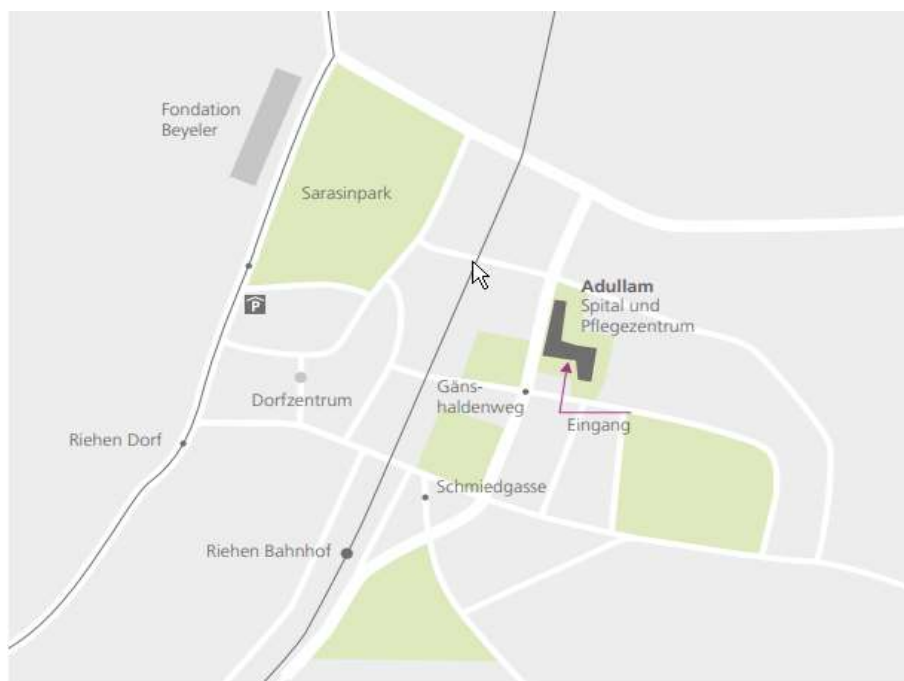 Fondation
Beyeler
Sarasinpark
P
Adullam
Spital und
Pflegezentrum
Gäns-
haldenweg
Dorfzentrum
Eingang
Riehen Dorf
Schmiedgasse
Riehen Bahnhof